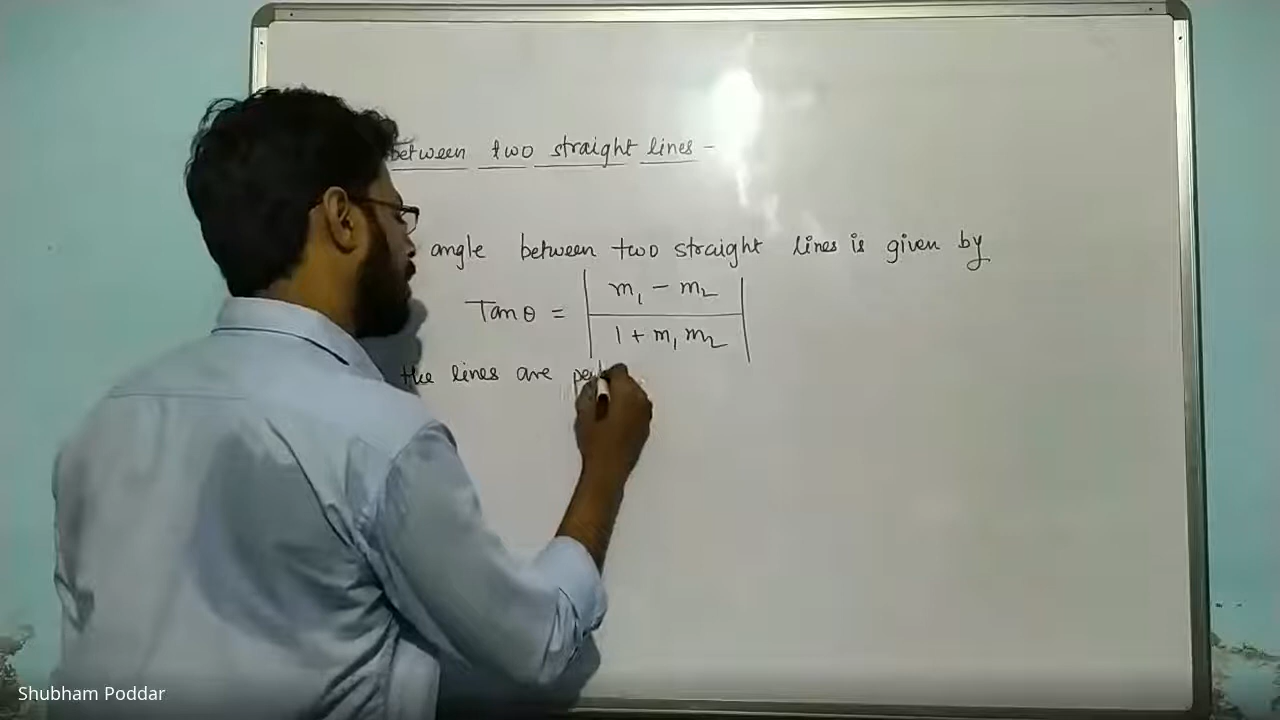 between two straight lines -
angle between two straight lines is given by
Tanθ = | m₁ - m₂ / 1 + m₁ m₂ |
the lines are
Shubham Poddar